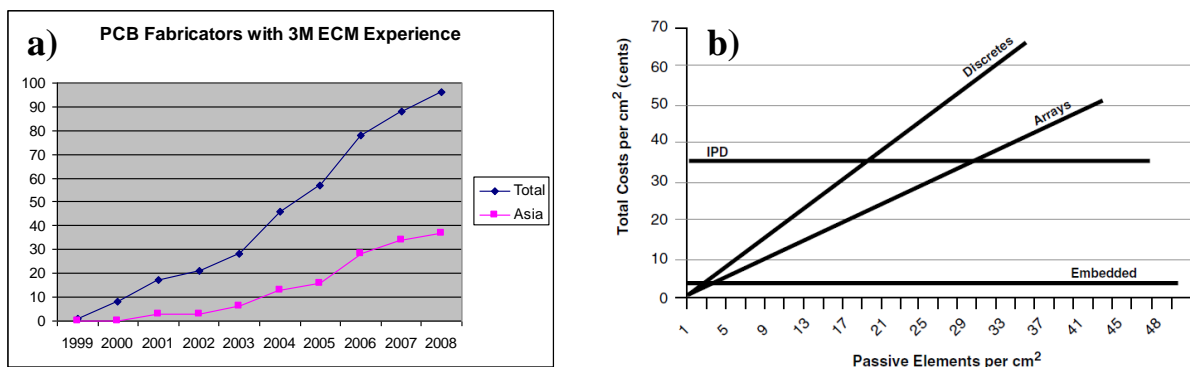 a)
PCB Fabricators with 3M ECM Experience
100
90
80
70
60
50
40
30
20
10
0
1999 2000 2001 2002 2003 2004 2005 2006 2007 2008
Total
Asia
b)
Total Costs per cm²(cents)
70
60
50
40
30
20
10
0
Discretes
Arrays
IPD
Embedded
1 5 9 13 17 21 25 29 33 37 41 45 48
Passive Elements per cm²